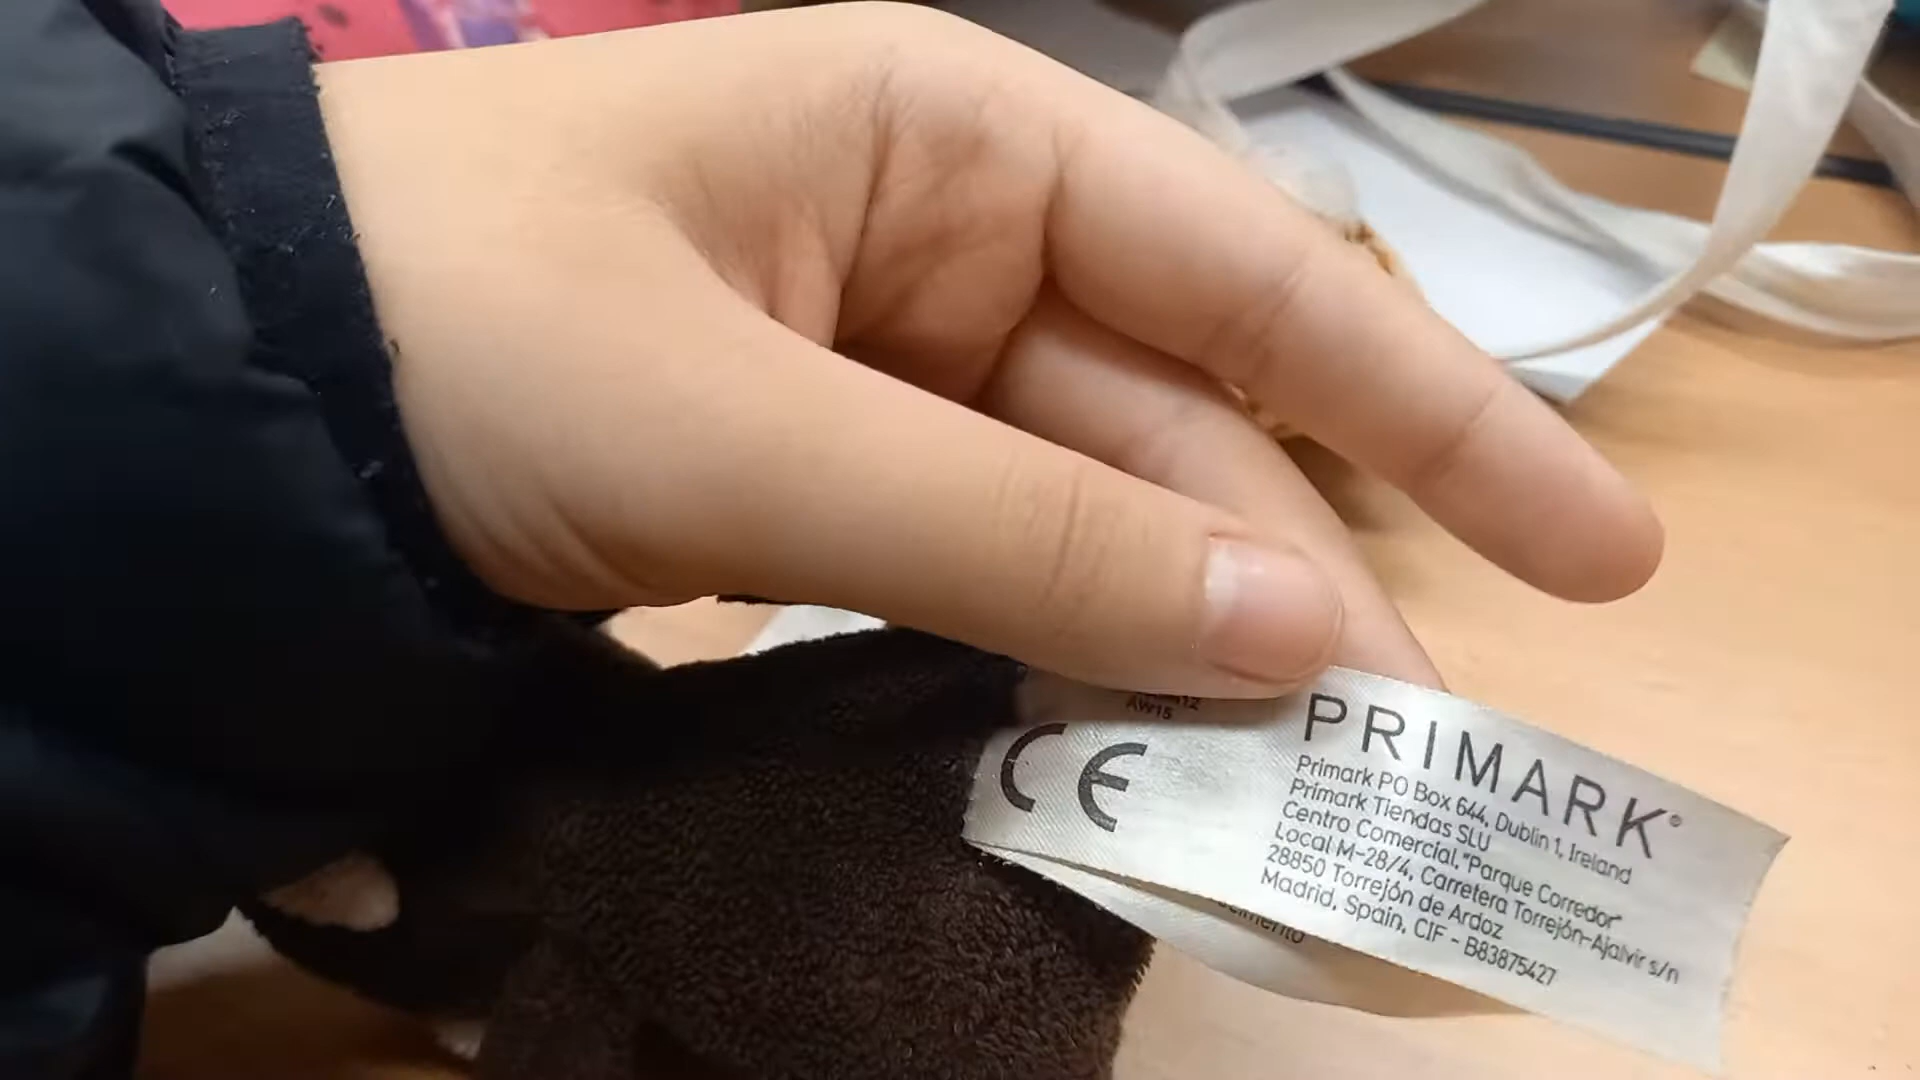 AW15
CE
PRIMARK®
Primark PO Box 644, Dublin 1, Ireland
Primark Tiendas SLU
Centro Comercial, "Parque Corredor"
Local M-28/4, Carretera Torrejón-Ajalvir s/n
28850 Torrejón de Ardoz
Madrid, Spain, CIF - B83875427